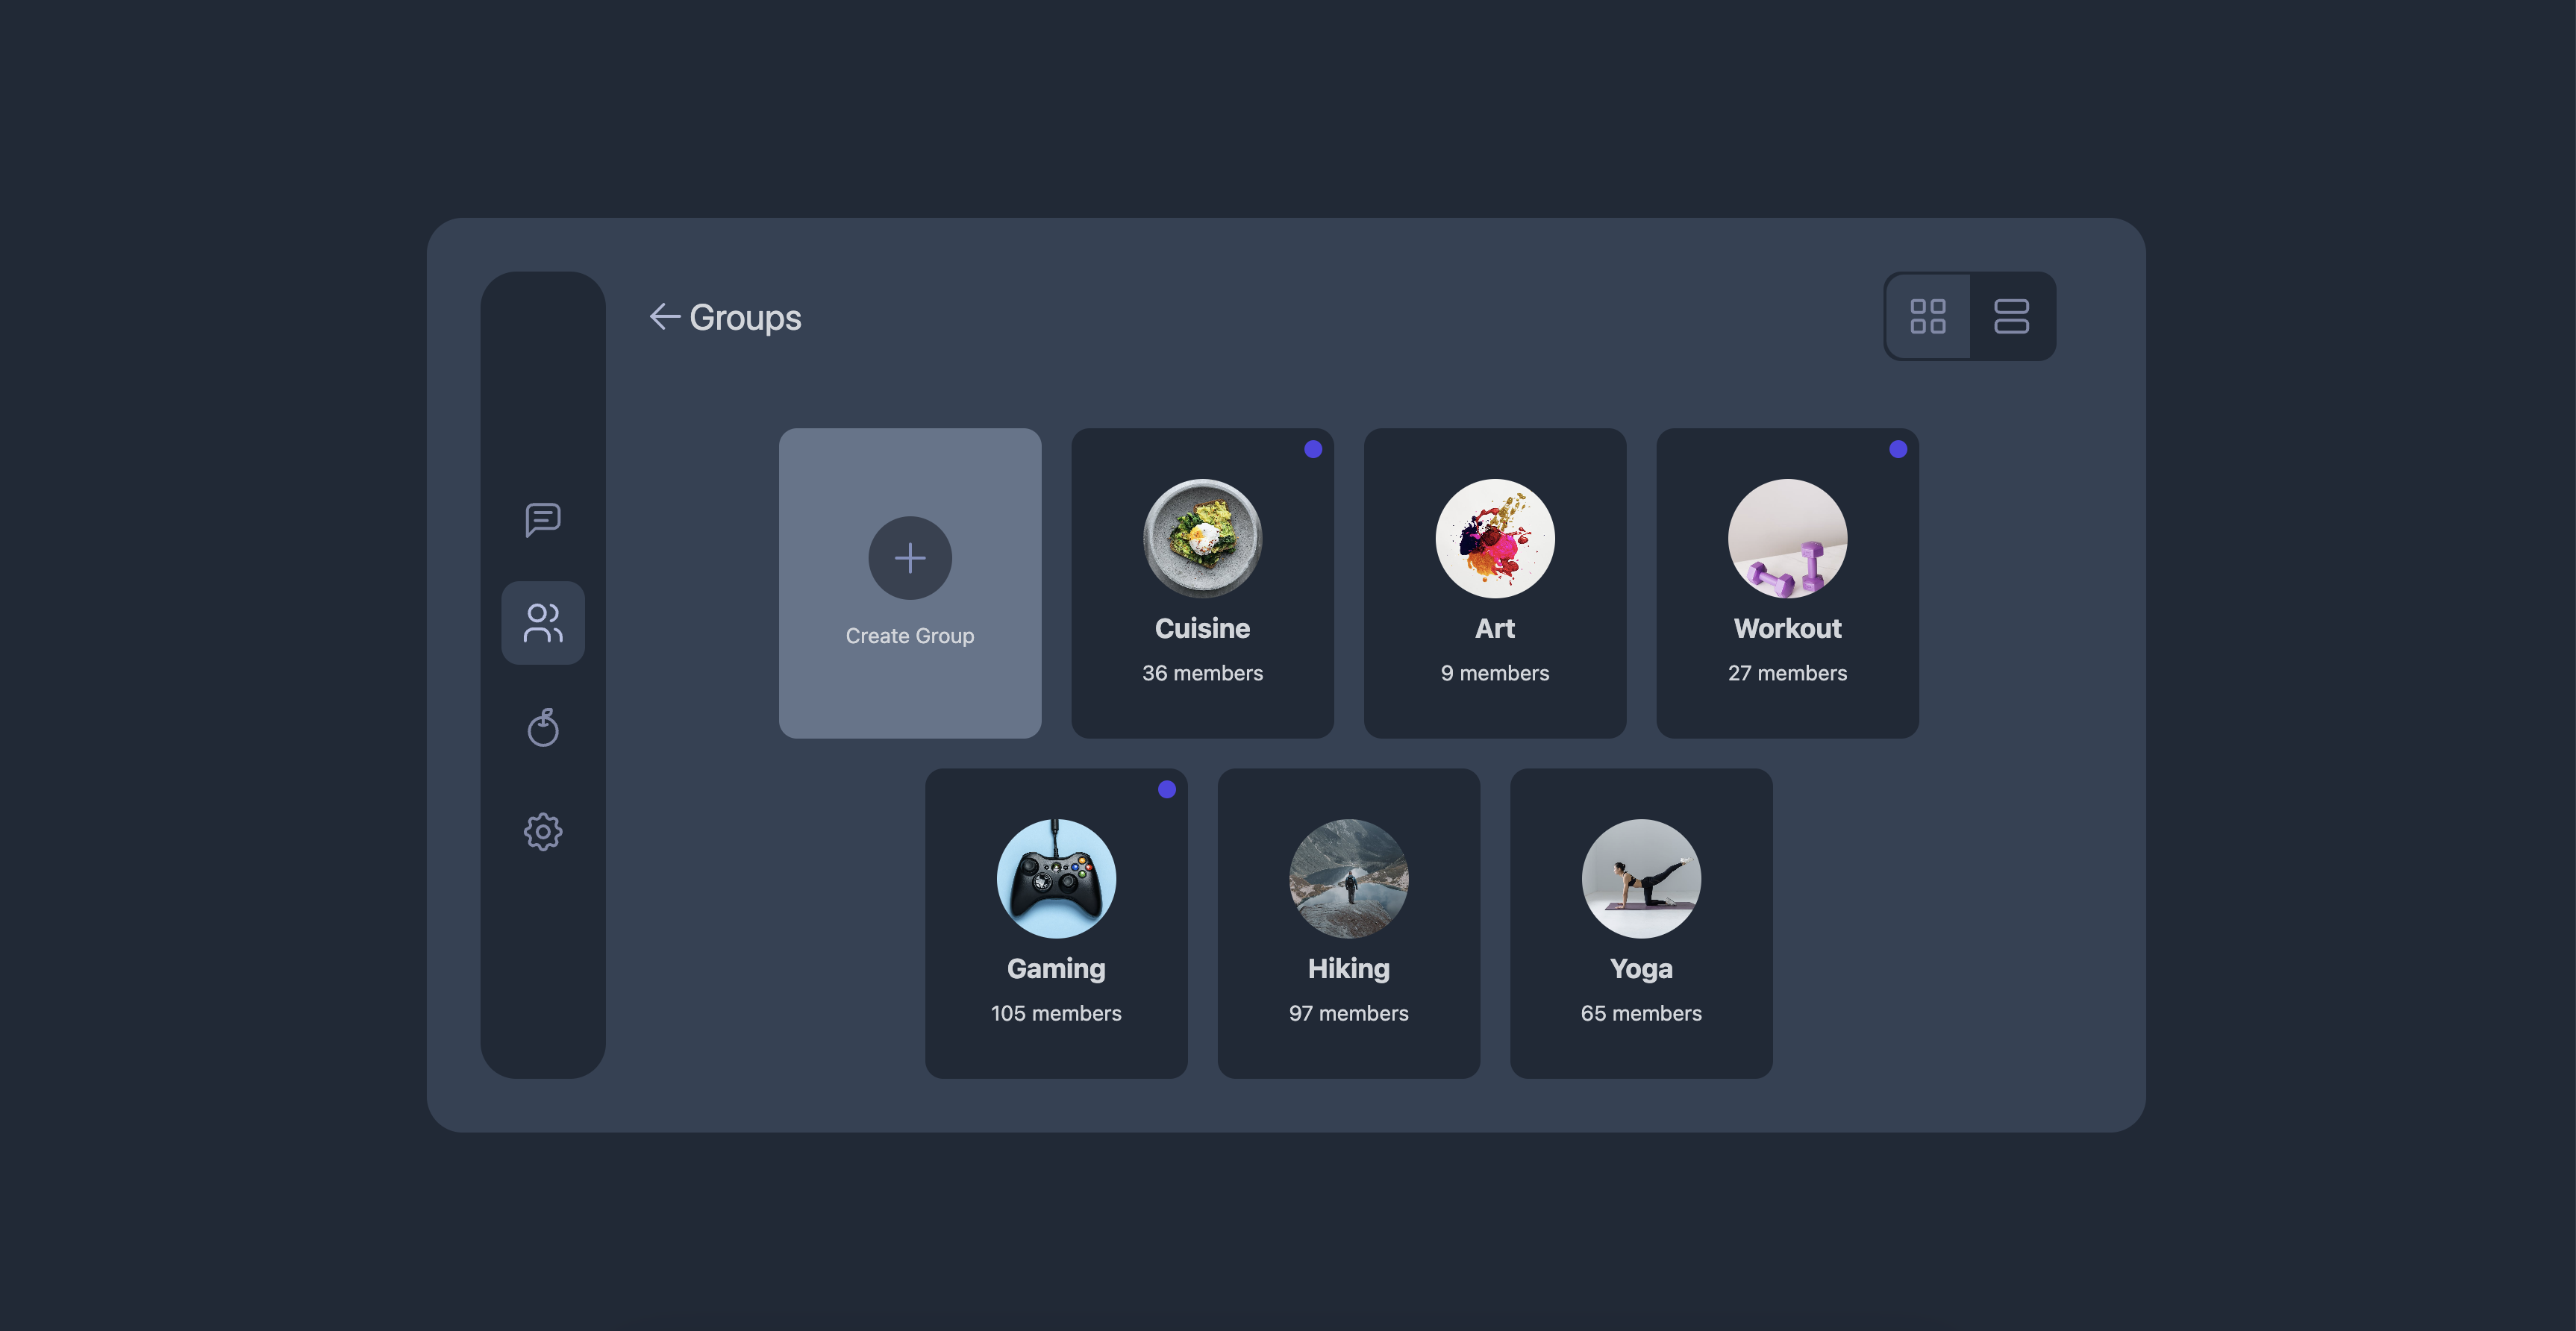 Groups
Create Group
Cuisine
36 members
Art
9 members
Workout
27 members
Gaming
105 members
Hiking
97 members
Yoga
65 members